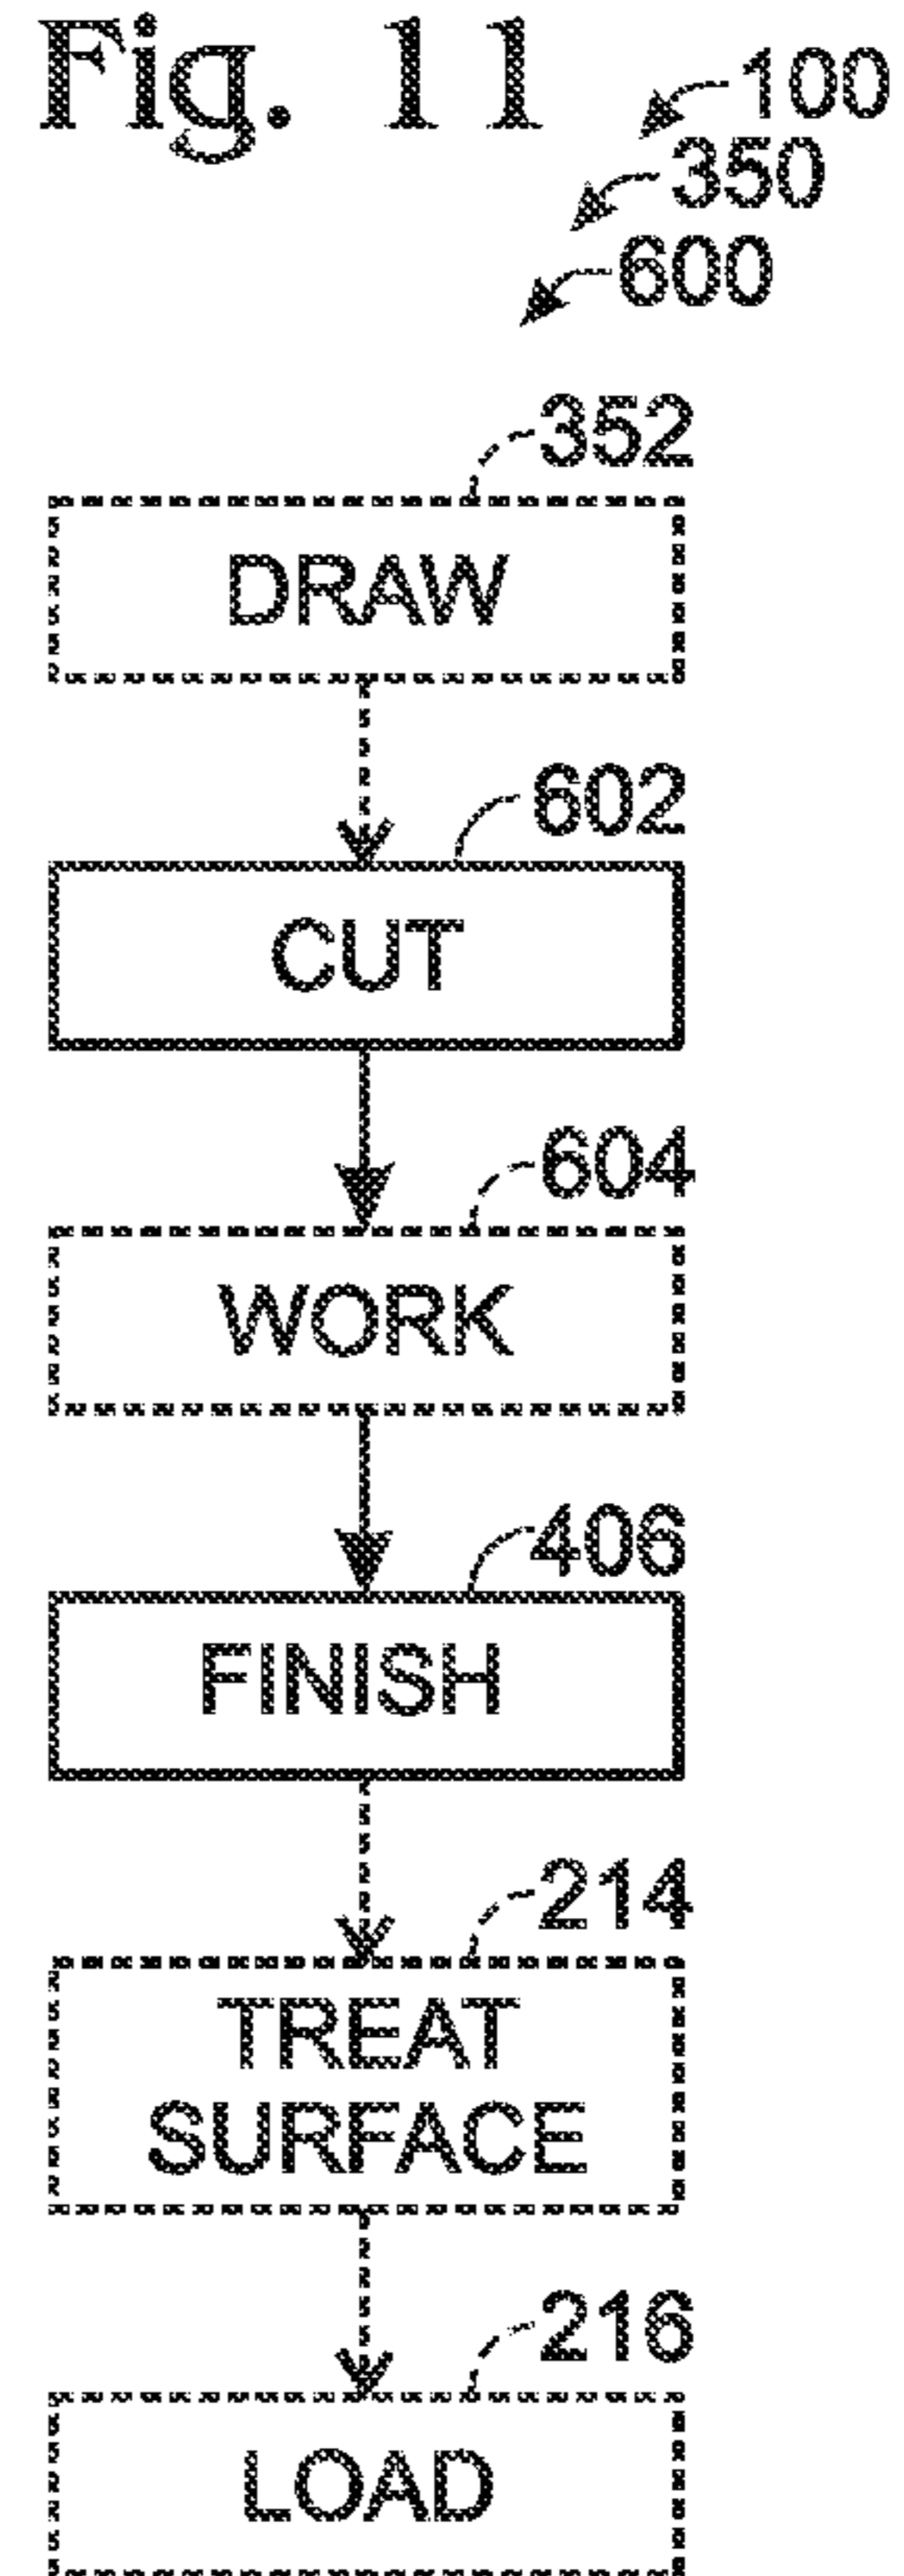 Fig. 11
100
350
600
352
DRAW
602
CUT
604
WORK
406
FINISH
214
TREAT
SURFACE
216
LOAD